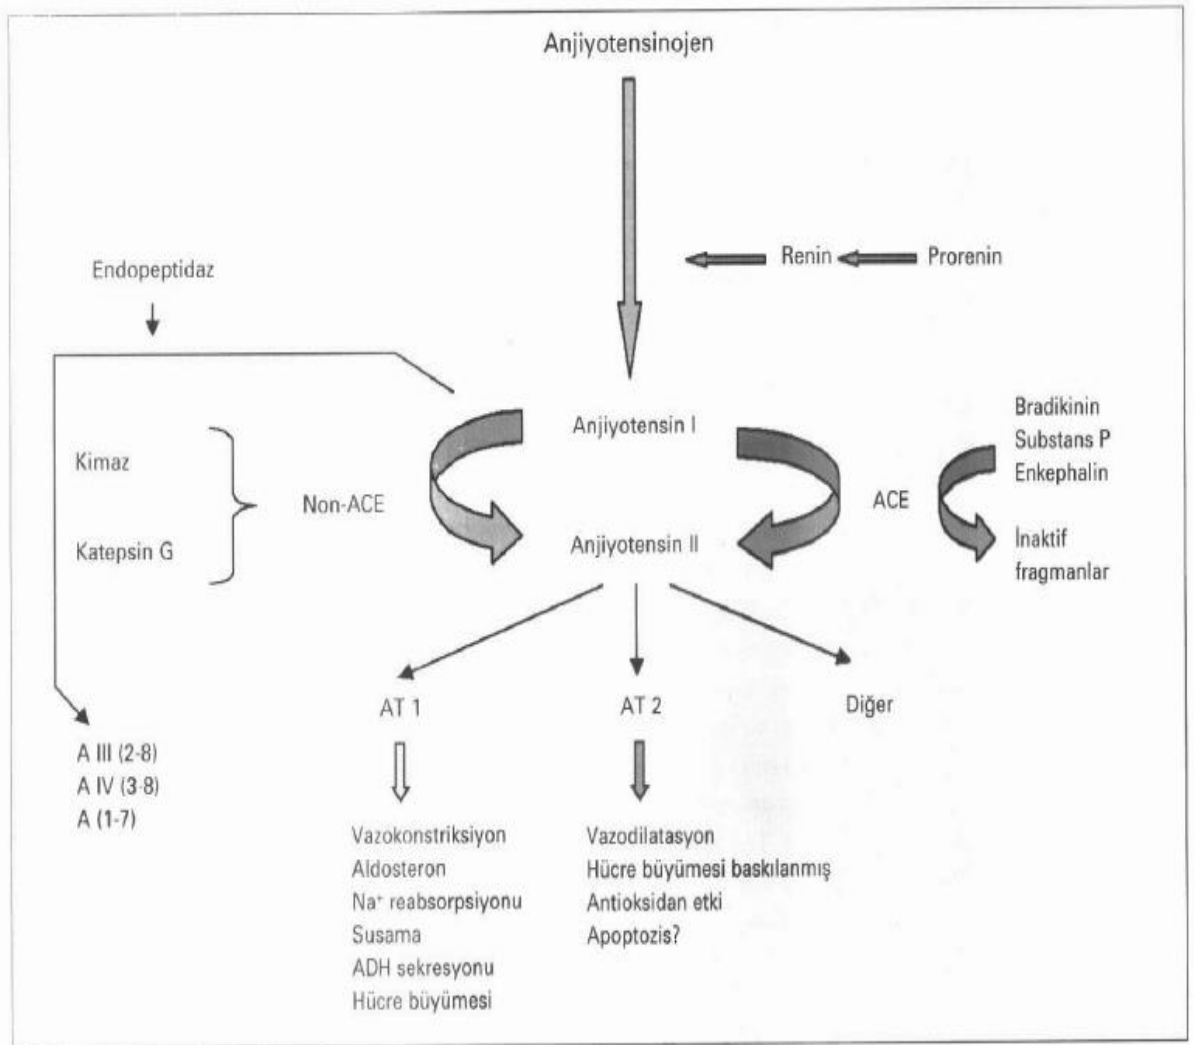 Anjiyotensinojen
Renin
Prorenin
Endopeptidaz
Anjiyotensin I
Bradikinin
Substans P
Enkephalin
Kimaz
Non-ACE
ACE
Katepsin G
Anjiyotensin II
İnaktif
fragmanlar
AT 1
AT 2
Diğer
A III (2-8)
A IV (3-8)
A (1-7)
Vazokonstriksiyon
Aldosteron
Na⁺ reabsorpsiyonu
Susama
ADH sekresyonu
Hücre büyümesi
Vazodilatasyon
Hücre büyümesi baskılanmış
Antioksidan etki
Apoptozis?